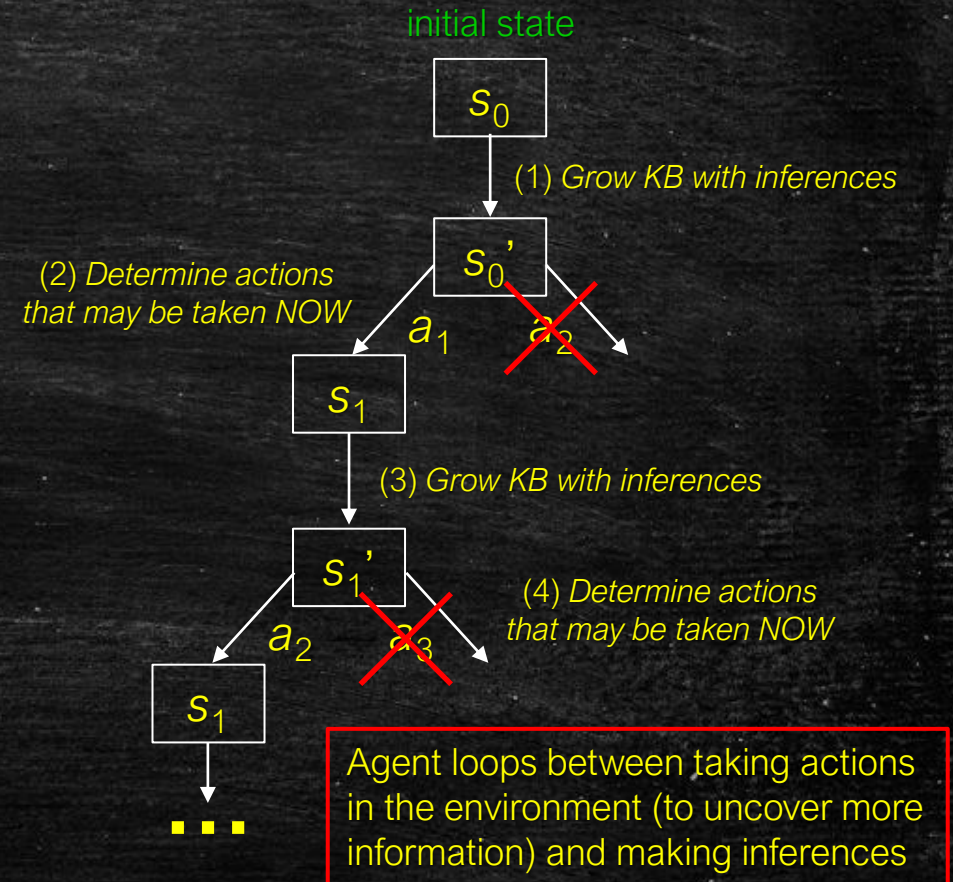 initial state
s₀
(1) Grow KB with inferences
s₀’
(2) Determine actions
that may be taken NOW
a₁
a₂
s₁
(3) Grow KB with inferences
s₁’
(4) Determine actions
that may be taken NOW
a₂
a₃
s₁
...
Agent loops between taking actions
in the environment (to uncover more
information) and making inferences